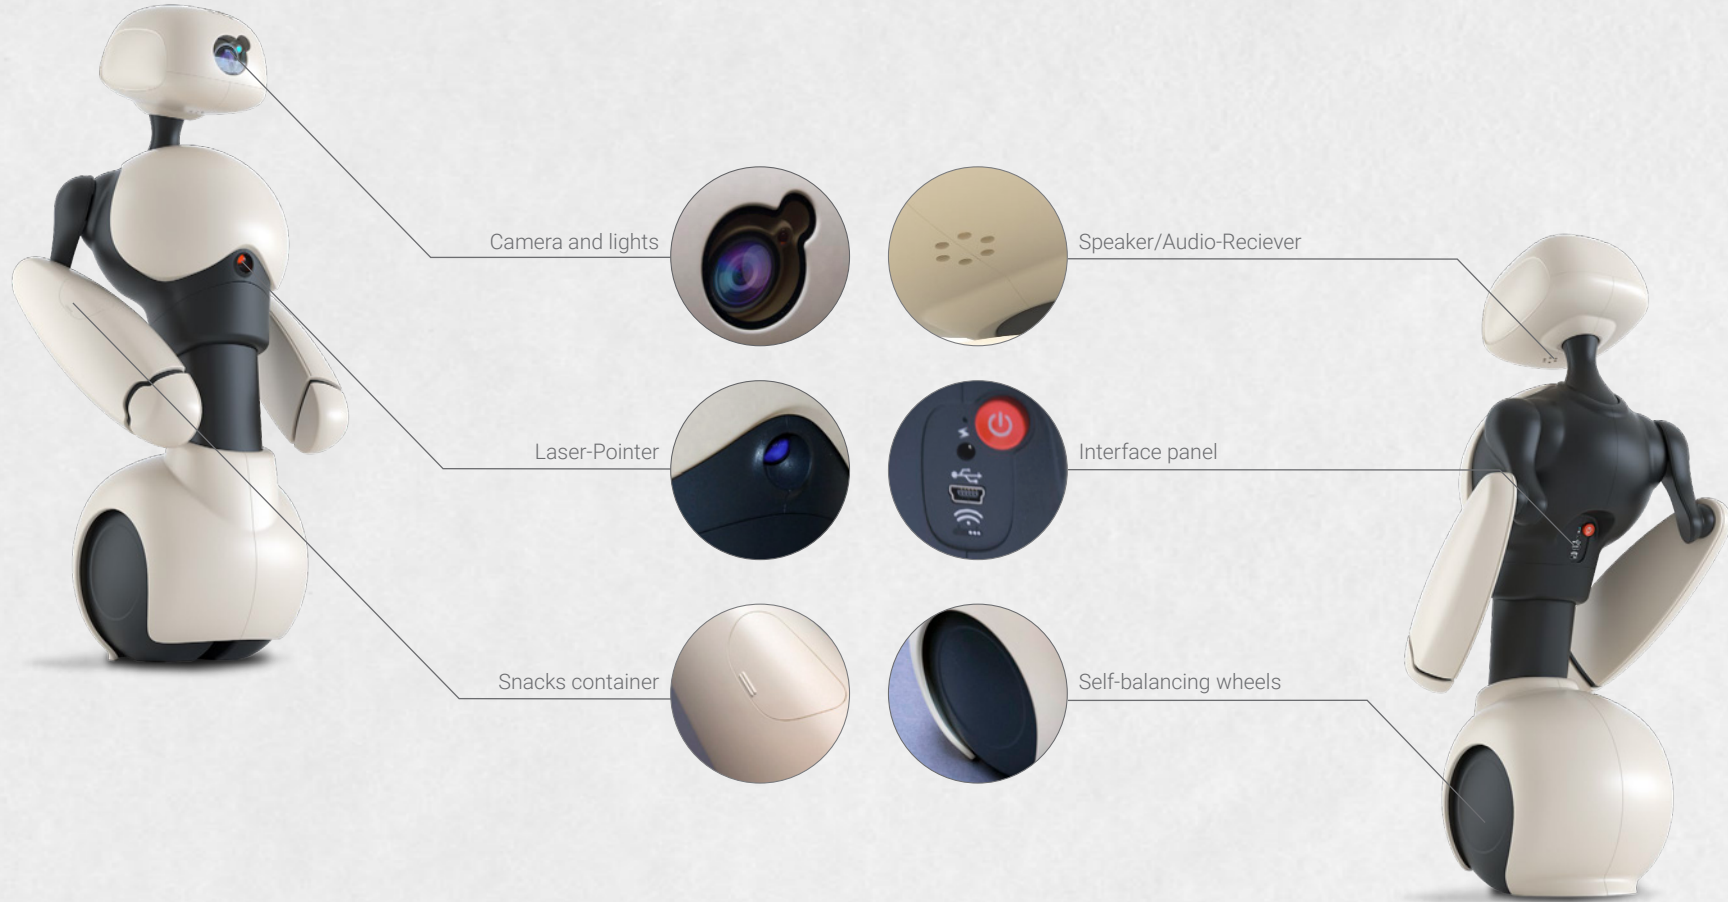 Camera and lights
Speaker/Audio-Reciever
Laser-Pointer
Interface panel
Snacks container
Self-balancing wheels